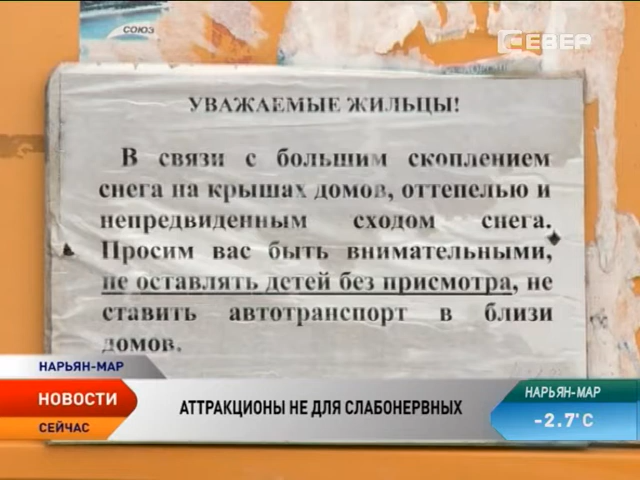 СОЮЗ
СЕВЕР
УВАЖАЕМЫЕ ЖИЛЬЦЫ!
В связи с большим скоплением
снега на крышах домов, оттепелью и
непредвиденным сходом снега.
Просим вас быть внимательными,
не оставлять детей без присмотра, не
ставить автотранспорт в близи
домов.
НАРЬЯН-МАР
НОВОСТИ
СЕЙЧАС
АТТРАКЦИОНЫ НЕ ДЛЯ СЛАБОНЕРВНЫХ
НАРЬЯН-МАР
-2.7°C